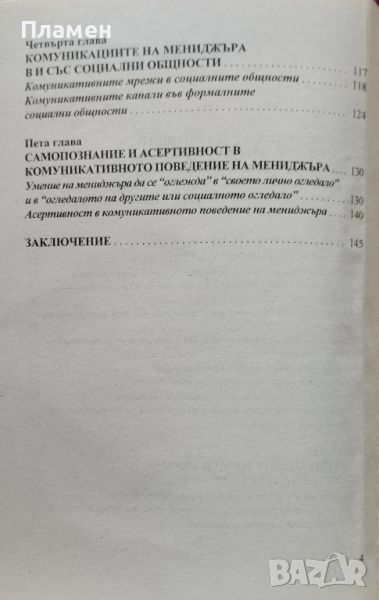 Пламен
Четвърта глава
КОМУНИКАЦИИТЕ НА МЕНИДЖЪРА
В И СЪС СОЦИАЛНИ ОБЩНОСТИ ........ 117
Комуникативните мрежи в социалните общности ........ 118
Комуникативните канали във формалните
социални общности ........ 124
Пета глава
САМОПОЗНАНИЕ И АСЕРТИВНОСТ В
КОМУНИКАТИВНОТО ПОВЕДЕНИЕ НА МЕНИДЖЪРА ... 130
Умение на мениджъра да се "оглежда" в "своето лично огледало"
и в "огледалото на другите или социалното огледало" ........ 130
Асертивност в комуникативното поведение на мениджъра ... 140
ЗАКЛЮЧЕНИЕ ........ 145
4
БАZАR